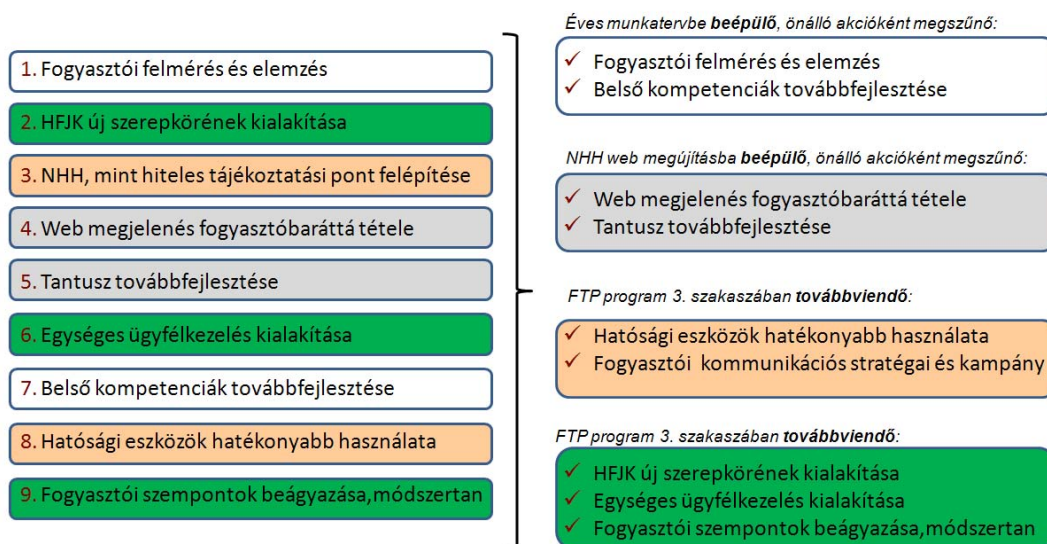 1. Fogyasztói felmérés és elemzés
2. HFJK új szerepkörének kialakítása
3. NHH, mint hiteles tájékoztatási pont felépítése
4. Web megjelenés fogyasztóbaráttá tétele
5. Tantusz továbbfejlesztése
6. Egységes ügyfélkezelés kialakítása
7. Belső kompetenciák továbbfejlesztése
8. Hatósági eszközök hatékonyabb használata
9. Fogyasztói szempontok beágyazása,módszertan
Éves munkatervbe beépülő, önálló akcióként megszűnő:
✓ Fogyasztói felmérés és elemzés
✓ Belső kompetenciák továbbfejlesztése
NHH web megújításba beépülő, önálló akcióként megszűnő:
✓ Web megjelenés fogyasztóbaráttá tétele
✓ Tantusz továbbfejlesztése
FTP program 3. szakaszában továbbviendő:
✓ Hatósági eszközök hatékonyabb használata
✓ Fogyasztói kommunikációs stratégai és kampány
FTP program 3. szakaszában továbbviendő:
✓ HFJK új szerepkörének kialakítása
✓ Egységes ügyfélkezelés kialakítása
✓ Fogyasztói szempontok beágyazása,módszertan